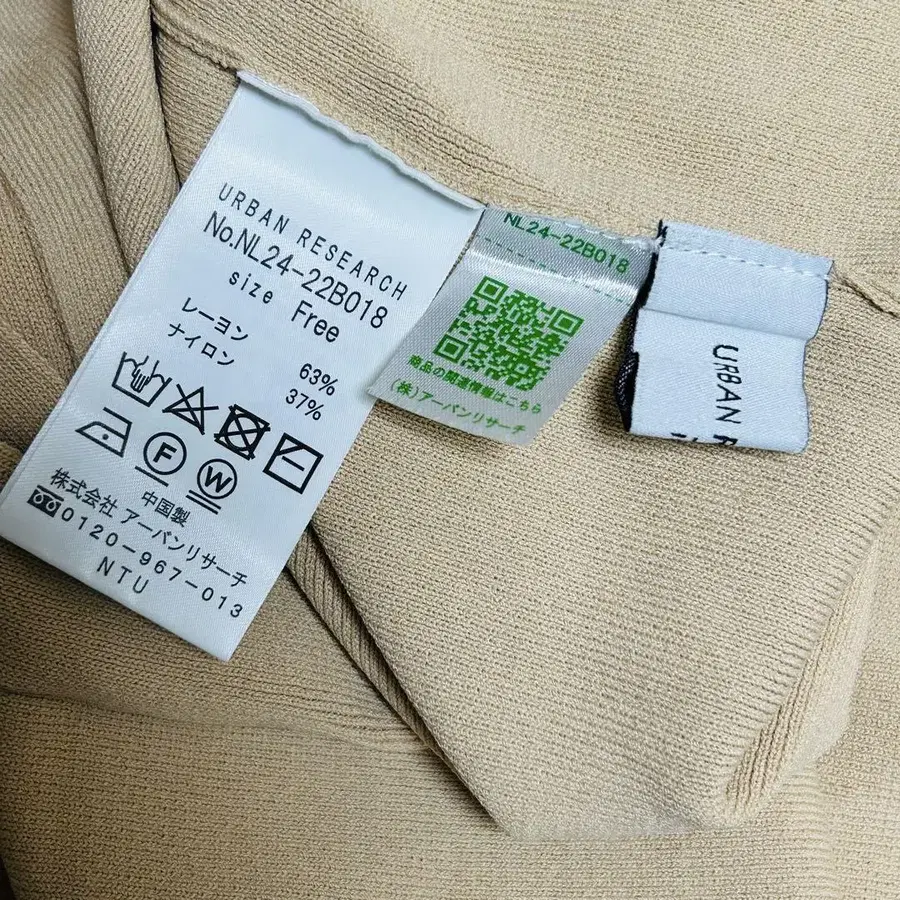 URBAN RESEARCH
No.NL24-22B018
size Free
レーヨン 63%
ナイロン 37%
F W
中国製
株式会社 アーバンリサーチ
0120-967-013
NTU
NL24-22B018
商品の関連情報はこちら
(株)アーバンリサーチ
URBAN R